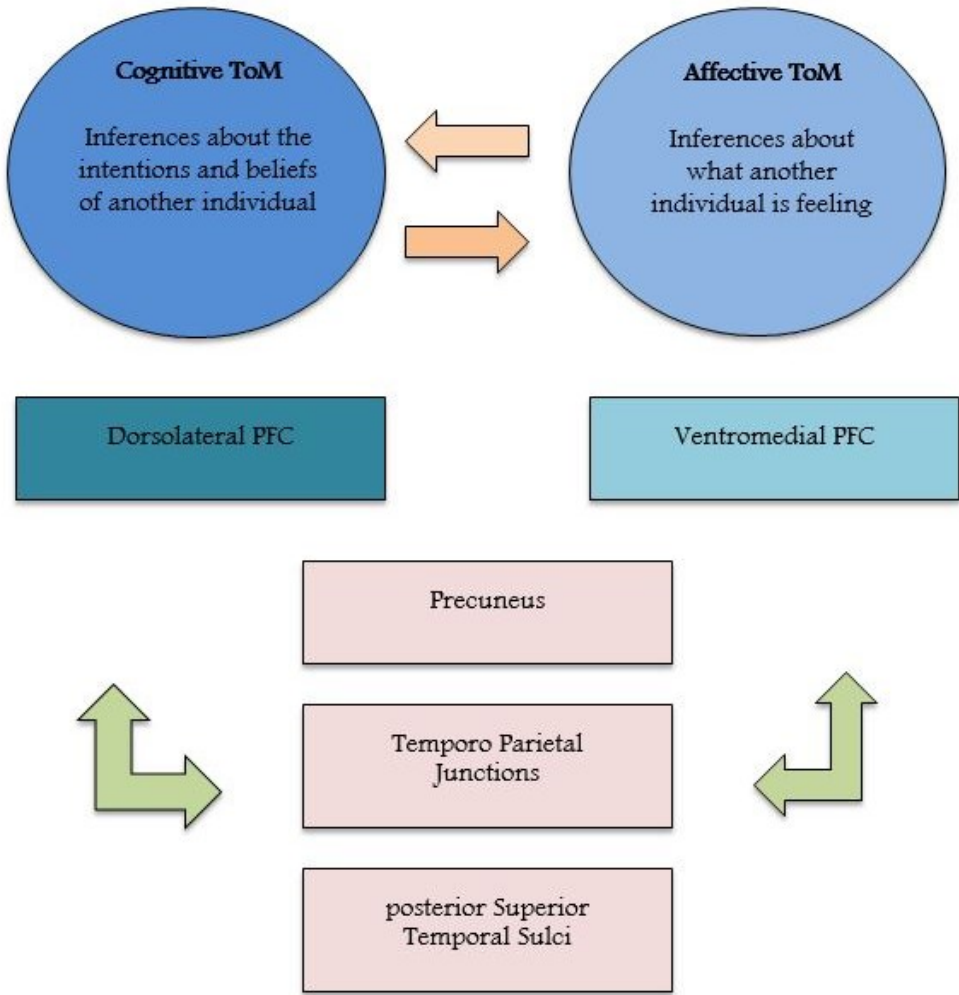 Cognitive ToM
Inferences about the
intentions and beliefs
of another individual
Affective ToM
Inferences about
what another
individual is feeling
Dorsolateral PFC
Ventromedial PFC
Precuneus
Temporo Parietal
Junctions
posterior Superior
Temporal Sulci